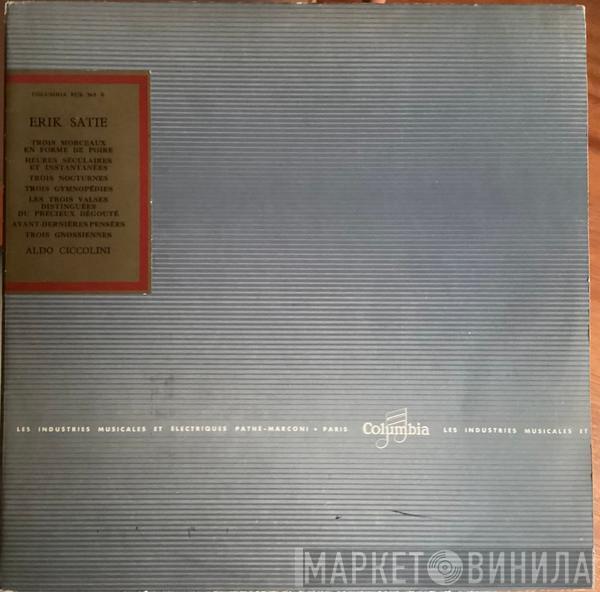 COLUMBIA FCX
ERIK SATIE
TROIS MORCEAUX
EN FORME DE POIRE
HEURES SÉCULAIRES
ET INSTANTANÉES
TROIS NOCTURNES
TROIS GYMNOPÉDIES
LES TROIS VALSES
DISTINGUÉES
DU PRÉCIEUX DÉGOUTÉ
AVANT-DERNIÈRES PENSÉES
TROIS GNOSSIENNES
ALDO CICCOLINI
LES INDUSTRIES MUSICALES ET ELECTRIQUES PATHE-MARCONI • PARIS Columbia LES INDUSTRIES MUSICALES ET
МАРКЕТ ВИНИЛА